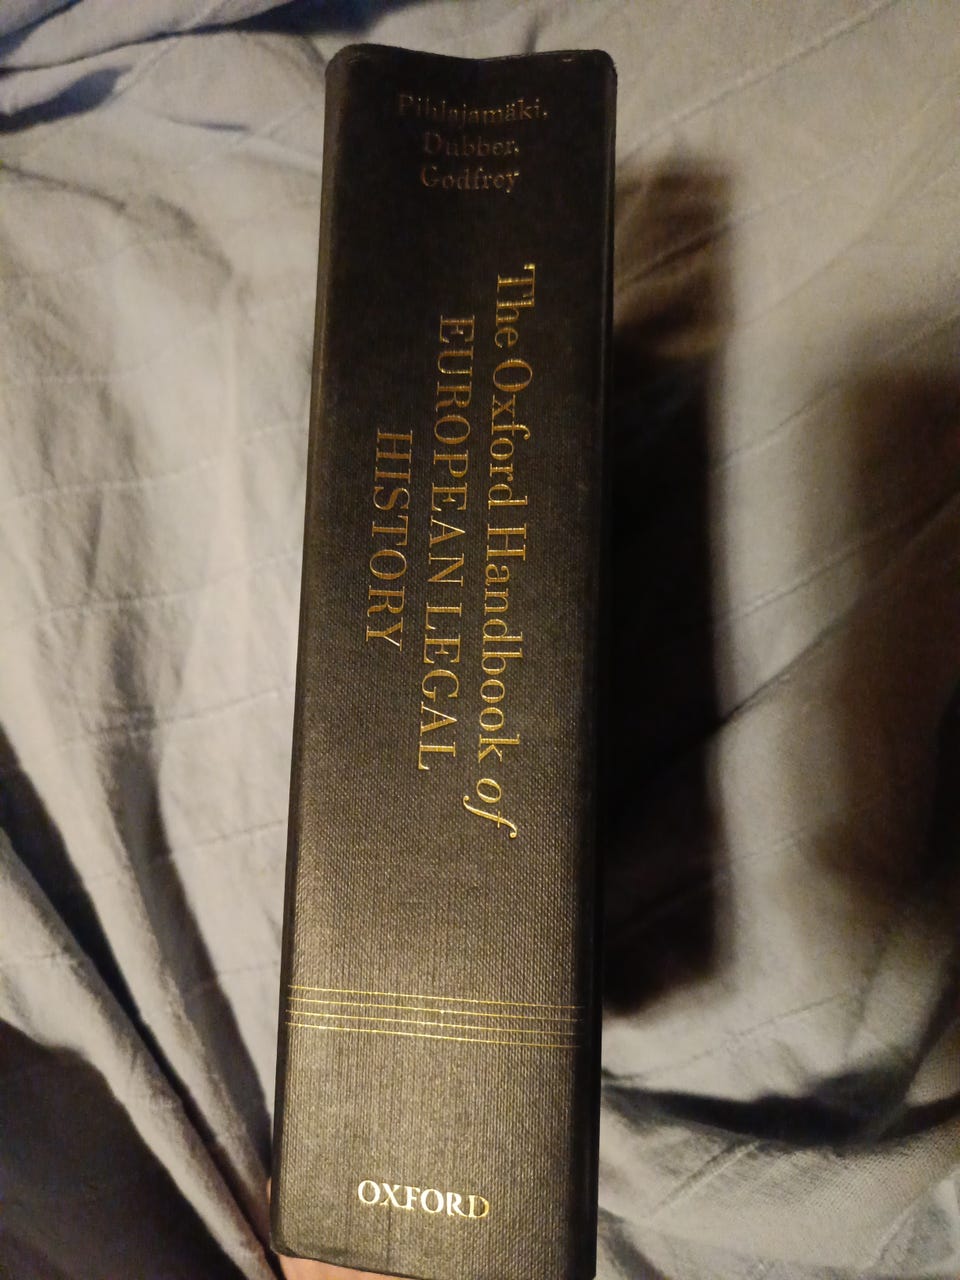 Pihlajamäki,
Dubber,
Godfrey
The Oxford Handbook of
EUROPEAN LEGAL
HISTORY
OXFORD